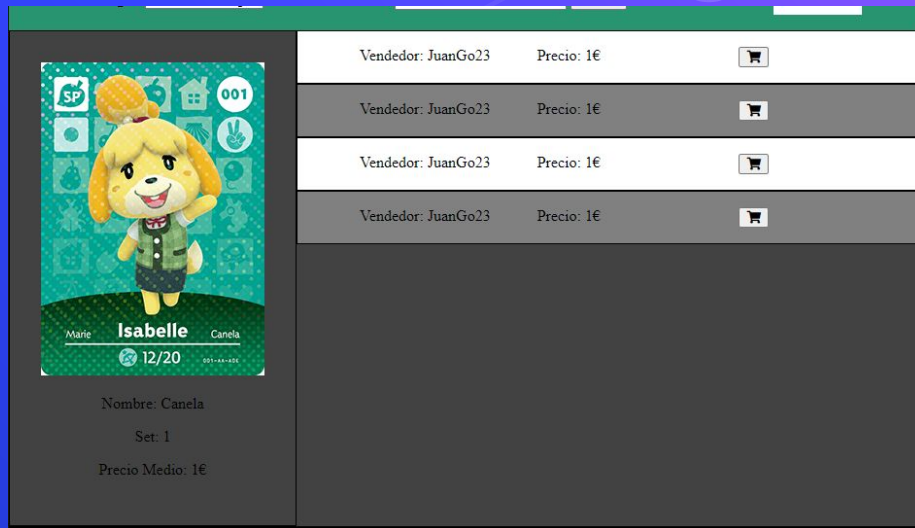 SP
001
Marie Isabelle Canela
12/20
Nombre: Canela
Set: 1
Precio Medio: 1€
Vendedor: JuanGo23 Precio: 1€
Vendedor: JuanGo23 Precio: 1€
Vendedor: JuanGo23 Precio: 1€
Vendedor: JuanGo23 Precio: 1€